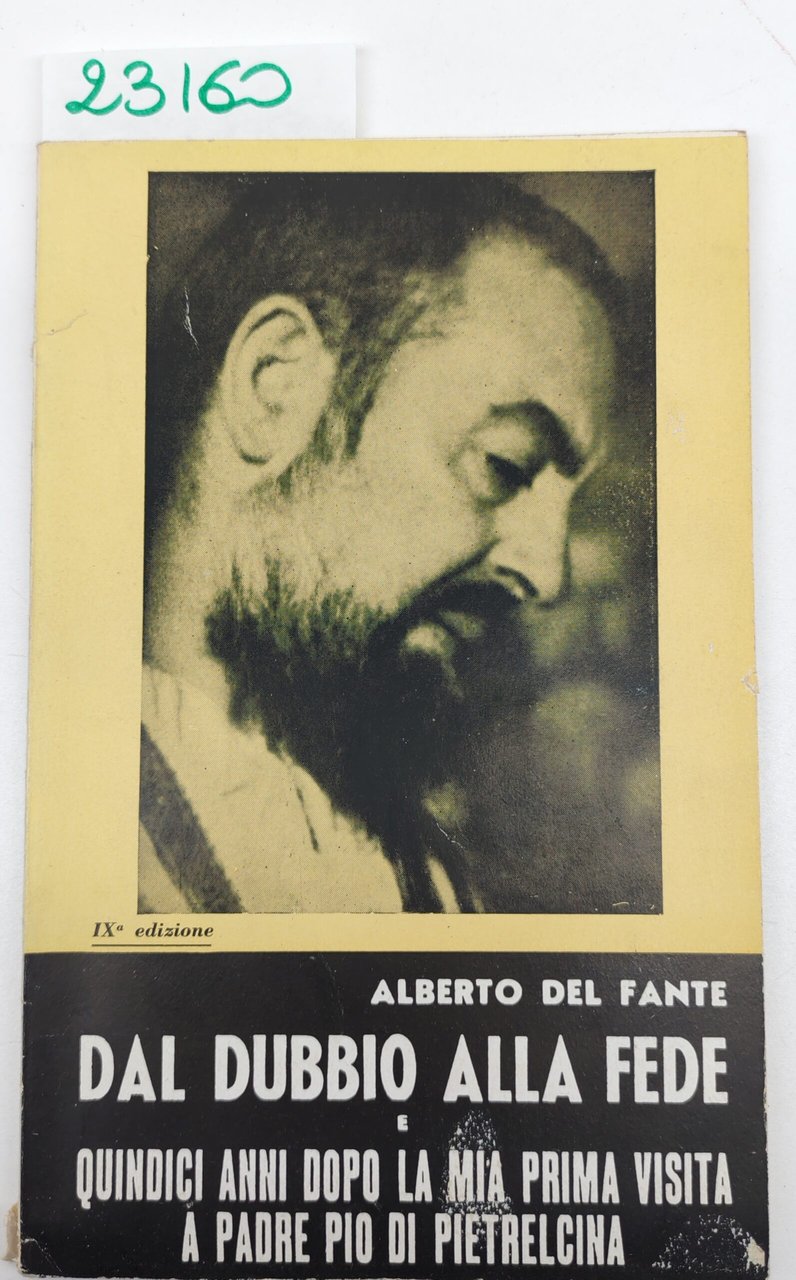 23160
IXª edizione
ALBERTO DEL FANTE
DAL DUBBIO ALLA FEDE
E
QUINDICI ANNI DOPO LA MIA PRIMA VISITA
A PADRE PIO DI PIETRELCINA